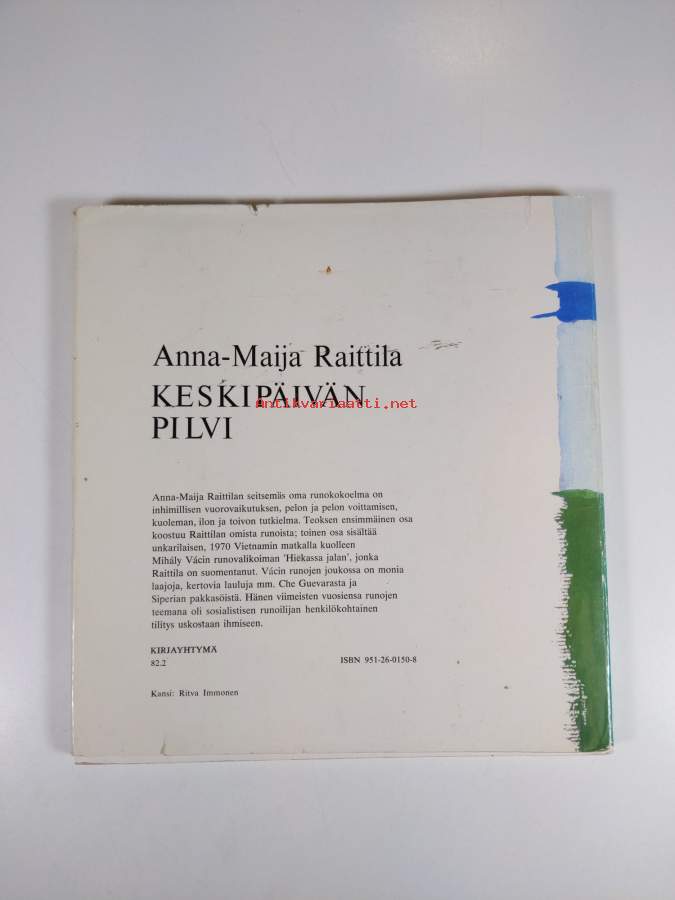 Anna-Maija Raittila
KESKIPÄIVÄN
antikvariaatti.net
PILVI
Anna-Maija Raittilan seitsemäs oma runokokoelma on
inhimillisen vuorovaikutuksen, pelon ja pelon voittamisen,
kuoleman, ilon ja toivon tutkielma. Teoksen ensimmäinen osa
koostuu Raittilan omista runoista; toinen osa sisältää
unkarilaisen, 1970 Vietnamin matkalla kuolleen
Mihály Vácin runovalikoiman 'Hiekassa jalan', jonka
Raittila on suomentanut. Vácin runojen joukossa on monia
laajoja, kertovia lauluja mm. Che Guevarasta ja
Siperian pakkasöistä. Hänen viimeisten vuosiensa runojen
teemana oli sosialistisen runoilijan henkilökohtainen
tilitys uskostaan ihmiseen.
KIRJAYHTYMÄ
82.2 ISBN 951-26-0150-8
Kansi: Ritva Immonen